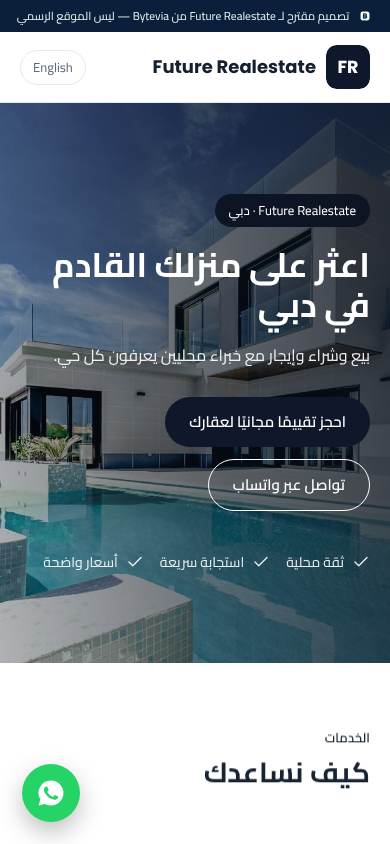 تصميم مقترح لـ Future Realestate من Bytevia — ليس الموقع الرسمي
FR
Future Realestate
English
Future Realestate · دبي
اعثر على منزلك القادم
في دبي
بيع وشراء وإيجار مع خبراء محليين يعرفون كل حي.
احجز تقييمًا مجانيًا لعقارك
تواصل عبر واتساب
ثقة محلية
استجابة سريعة
أسعار واضحة
الخدمات
كيف نساعدك